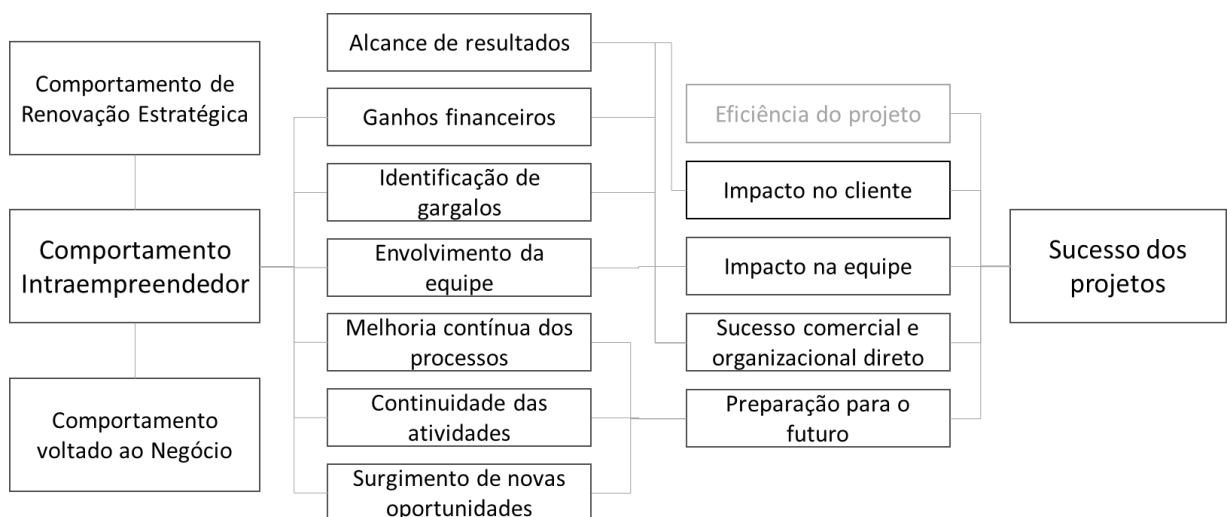 Comportamento de
Renovação Estratégica
Comportamento
Intraempreendedor
Comportamento
voltado ao Negócio
Alcance de resultados
Ganhos financeiros
Identificação de
gargalos
Envolvimento da
equipe
Melhoria contínua dos
processos
Continuidade das
atividades
Surgimento de novas
oportunidades
Eficiência do projeto
Impacto no cliente
Impacto na equipe
Sucesso comercial e
organizacional direto
Preparação para o
futuro
Sucesso dos
projetos